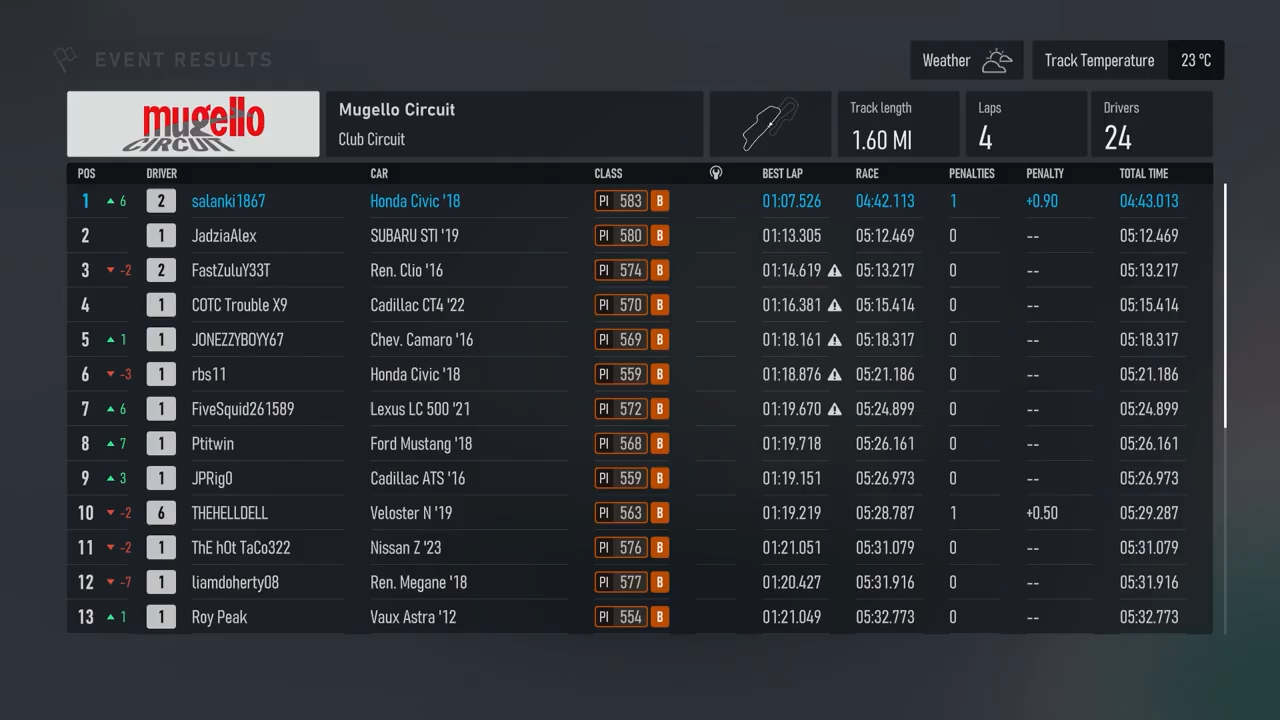 EVENT RESULTS
Weather
Track Temperature 23 °C
mugello
CIRCUIT
Mugello Circuit
Club Circuit
Track length
1.60 MI
Laps
4
Drivers
24
POS DRIVER CAR CLASS BEST LAP RACE PENALTIES PENALTY TOTAL TIME
1 ▲ 6 2 salanki1867 Honda Civic '18 PI 583 B 01:07.526 04:42.113 1 +0.90 04:43.013
2 1 JadziaAlex SUBARU STI '19 PI 580 B 01:13.305 05:12.469 0 -- 05:12.469
3 ▼ -2 2 FastZuluY33T Ren. Clio '16 PI 574 B 01:14.619 05:13.217 0 -- 05:13.217
4 1 COTC Trouble X9 Cadillac CT4 '22 PI 570 B 01:16.381 05:15.414 0 -- 05:15.414
5 ▲ 1 1 JONEZZYBOYY67 Chev. Camaro '16 PI 569 B 01:18.161 05:18.317 0 -- 05:18.317
6 ▼ -3 1 rbs11 Honda Civic '18 PI 559 B 01:18.876 05:21.186 0 -- 05:21.186
7 ▲ 6 1 FiveSquid261589 Lexus LC 500 '21 PI 572 B 01:19.670 05:24.899 0 -- 05:24.899
8 ▲ 7 1 Ptitwin Ford Mustang '18 PI 568 B 01:19.718 05:26.161 0 -- 05:26.161
9 ▲ 3 1 JPRig0 Cadillac ATS '16 PI 559 B 01:19.151 05:26.973 0 -- 05:26.973
10 ▼ -2 6 THEHELLDELL Veloster N '19 PI 563 B 01:19.219 05:28.787 1 +0.50 05:29.287
11 ▼ -2 1 ThE hOt TaCo322 Nissan Z '23 PI 576 B 01:21.051 05:31.079 0 -- 05:31.079
12 ▼ -7 1 liamdoherty08 Ren. Megane '18 PI 577 B 01:20.427 05:31.916 0 -- 05:31.916
13 ▲ 1 1 Roy Peak Vaux Astra '12 PI 554 B 01:21.049 05:32.773 0 -- 05:32.773